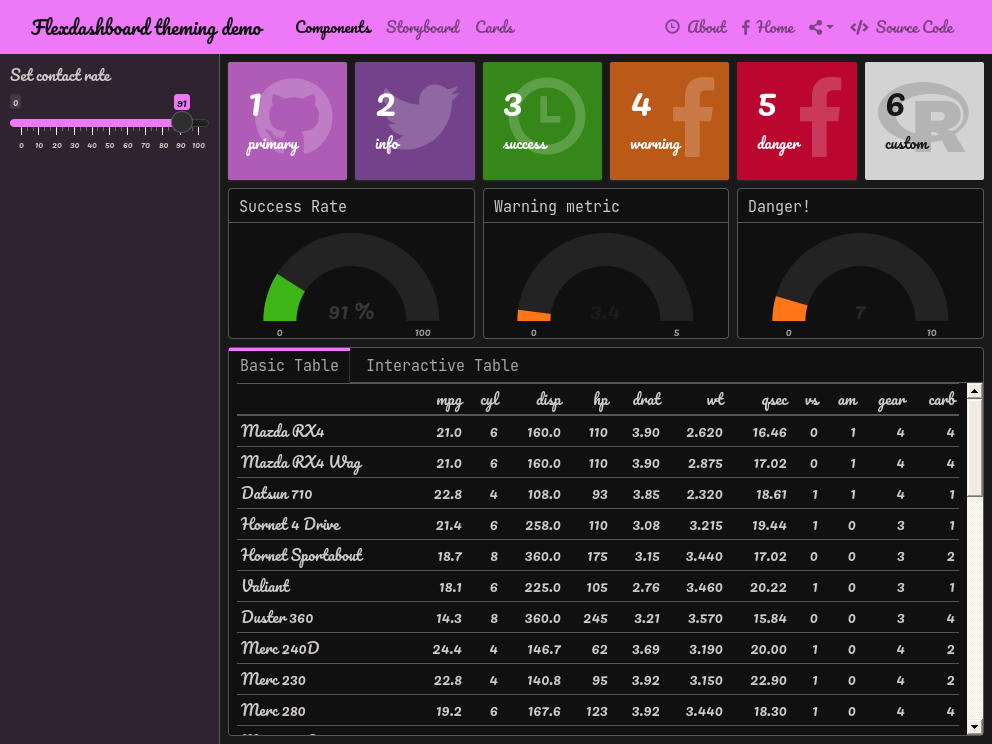 Flexdashboard theming demo Components Storyboard Cards About Home Source Code
Set contact rate
0 91
0 10 20 30 40 50 60 70 80 90 100
1 2 3 4 5 6
primary info success warning danger custom
Success Rate Warning metric Danger!
91 % 3.4 7
0 100 0 5 0 10
Basic Table Interactive Table
mpg cyl disp hp drat wt qsec vs am gear carb
Mazda RX4 21.0 6 160.0 110 3.90 2.620 16.46 0 1 4 4
Mazda RX4 Wag 21.0 6 160.0 110 3.90 2.875 17.02 0 1 4 4
Datsun 710 22.8 4 108.0 93 3.85 2.320 18.61 1 1 4 1
Hornet 4 Drive 21.4 6 258.0 110 3.08 3.215 19.44 1 0 3 1
Hornet Sportabout 18.7 8 360.0 175 3.15 3.440 17.02 0 0 3 2
Valiant 18.1 6 225.0 105 2.76 3.460 20.22 1 0 3 1
Duster 360 14.3 8 360.0 245 3.21 3.570 15.84 0 0 3 4
Merc 240D 24.4 4 146.7 62 3.69 3.190 20.00 1 0 4 2
Merc 230 22.8 4 140.8 95 3.92 3.150 22.90 1 0 4 2
Merc 280 19.2 6 167.6 123 3.92 3.440 18.30 1 0 4 4